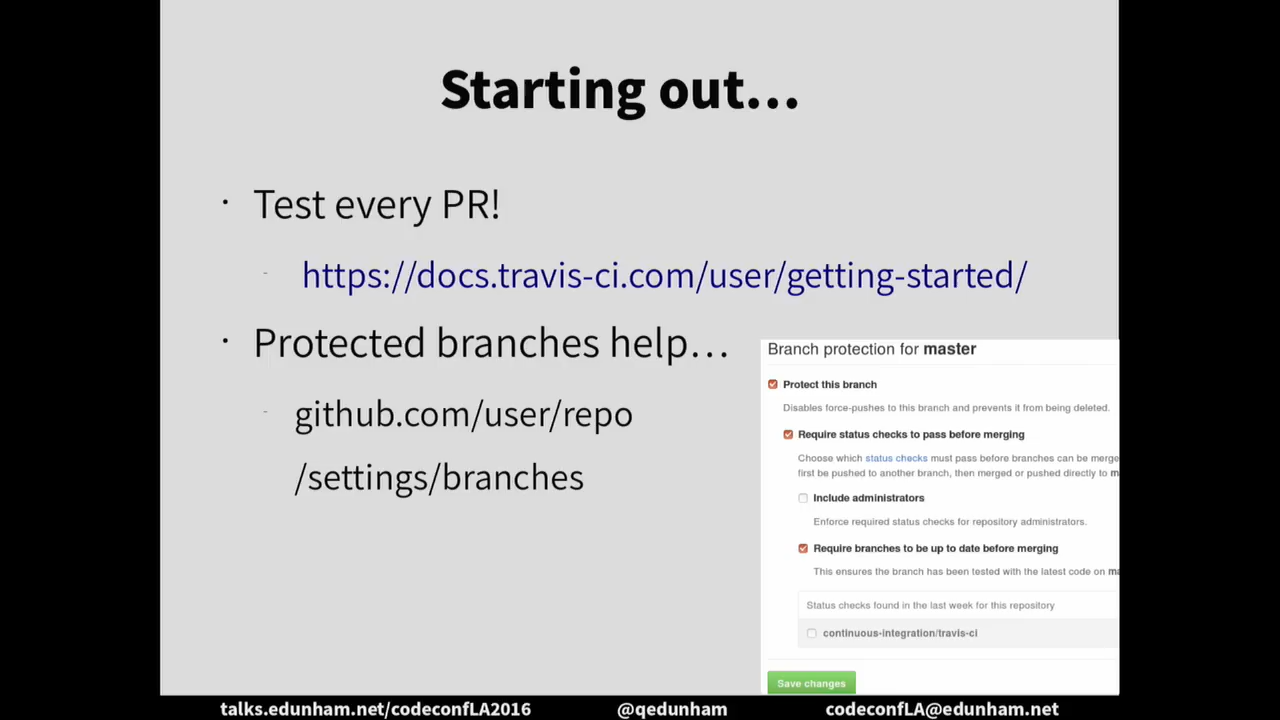 Starting out...
• Test every PR!
- https://docs.travis-ci.com/user/getting-started/
• Protected branches help...
- github.com/user/repo
/settings/branches
Branch protection for master
Protect this branch
Disables force-pushes to this branch and prevents it from being deleted.
Require status checks to pass before merging
Choose which status checks must pass before branches can be merge
first be pushed to another branch, then merged or pushed directly to m
Include administrators
Enforce required status checks for repository administrators.
Require branches to be up to date before merging
This ensures the branch has been tested with the latest code on ma
Status checks found in the last week for this repository
continuous-integration/travis-ci
Save changes
talks.edunham.net/codeconfLA2016 @qedunham codeconfLA@edunham.net